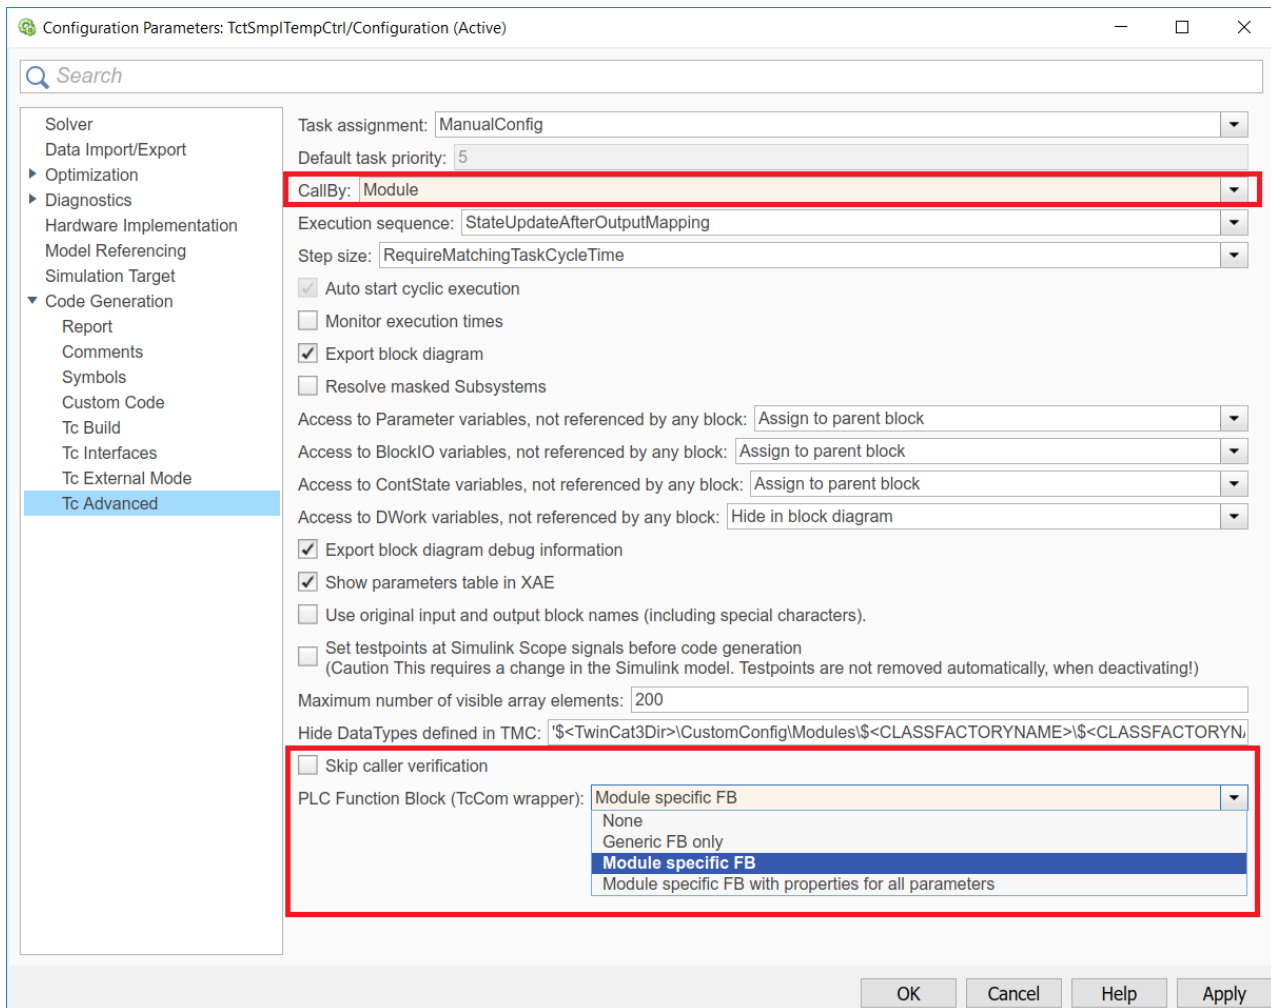 Configuration Parameters: TctSmplTempCtrl/Configuration (Active)
Search
Solver
Data Import/Export
Optimization
Diagnostics
Hardware Implementation
Model Referencing
Simulation Target
Code Generation
Report
Comments
Symbols
Custom Code
Tc Build
Tc Interfaces
Tc External Mode
Tc Advanced
Task assignment: ManualConfig
Default task priority: 5
CallBy: Module
Execution sequence: StateUpdateAfterOutputMapping
Step size: RequireMatchingTaskCycleTime
Auto start cyclic execution
Monitor execution times
Export block diagram
Resolve masked Subsystems
Access to Parameter variables, not referenced by any block: Assign to parent block
Access to BlockIO variables, not referenced by any block: Assign to parent block
Access to ContState variables, not referenced by any block: Assign to parent block
Access to DWork variables, not referenced by any block: Hide in block diagram
Export block diagram debug information
Show parameters table in XAE
Use original input and output block names (including special characters).
Set testpoints at Simulink Scope signals before code generation
(Caution This requires a change in the Simulink model. Testpoints are not removed automatically, when deactivating!)
Maximum number of visible array elements: 200
Hide DataTypes defined in TMC: '$<TwinCat3Dir>\CustomConfig\Modules\$<CLASSFACTORYNAME>\$<CLASSFACTORYN
Skip caller verification
PLC Function Block (TcCom wrapper): Module specific FB
None
Generic FB only
Module specific FB
Module specific FB with properties for all parameters
OK Cancel Help Apply